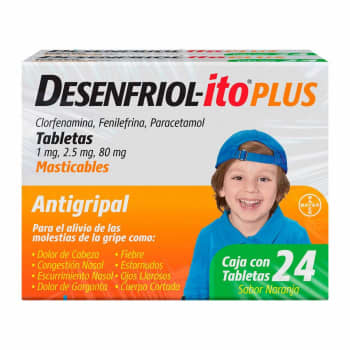 DESENFRIOL-ito® PLUS
Clorfenamina, Fenilefrina, Paracetamol
Tabletas
1 mg, 2.5 mg, 80 mg
Masticables
Antigripal
Para el alivio de las
molestias de la gripe como:
• Dolor de Cabeza
• Congestión Nasal
• Escurrimiento Nasal
• Dolor de Garganta
• Fiebre
• Estornudos
• Ojos Llorosos
• Cuerpo Cortado
BAYER
Caja con 24
Tabletas
Sabor Naranja